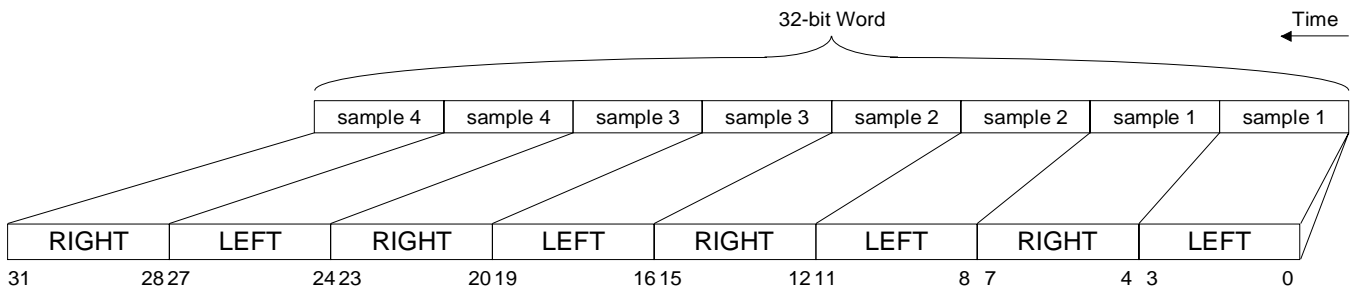 32-bit Word Time
sample 4 sample 4 sample 3 sample 3 sample 2 sample 2 sample 1 sample 1
RIGHT LEFT RIGHT LEFT RIGHT LEFT RIGHT LEFT
31 28 27 24 23 20 19 16 15 12 11 8 7 4 3 0